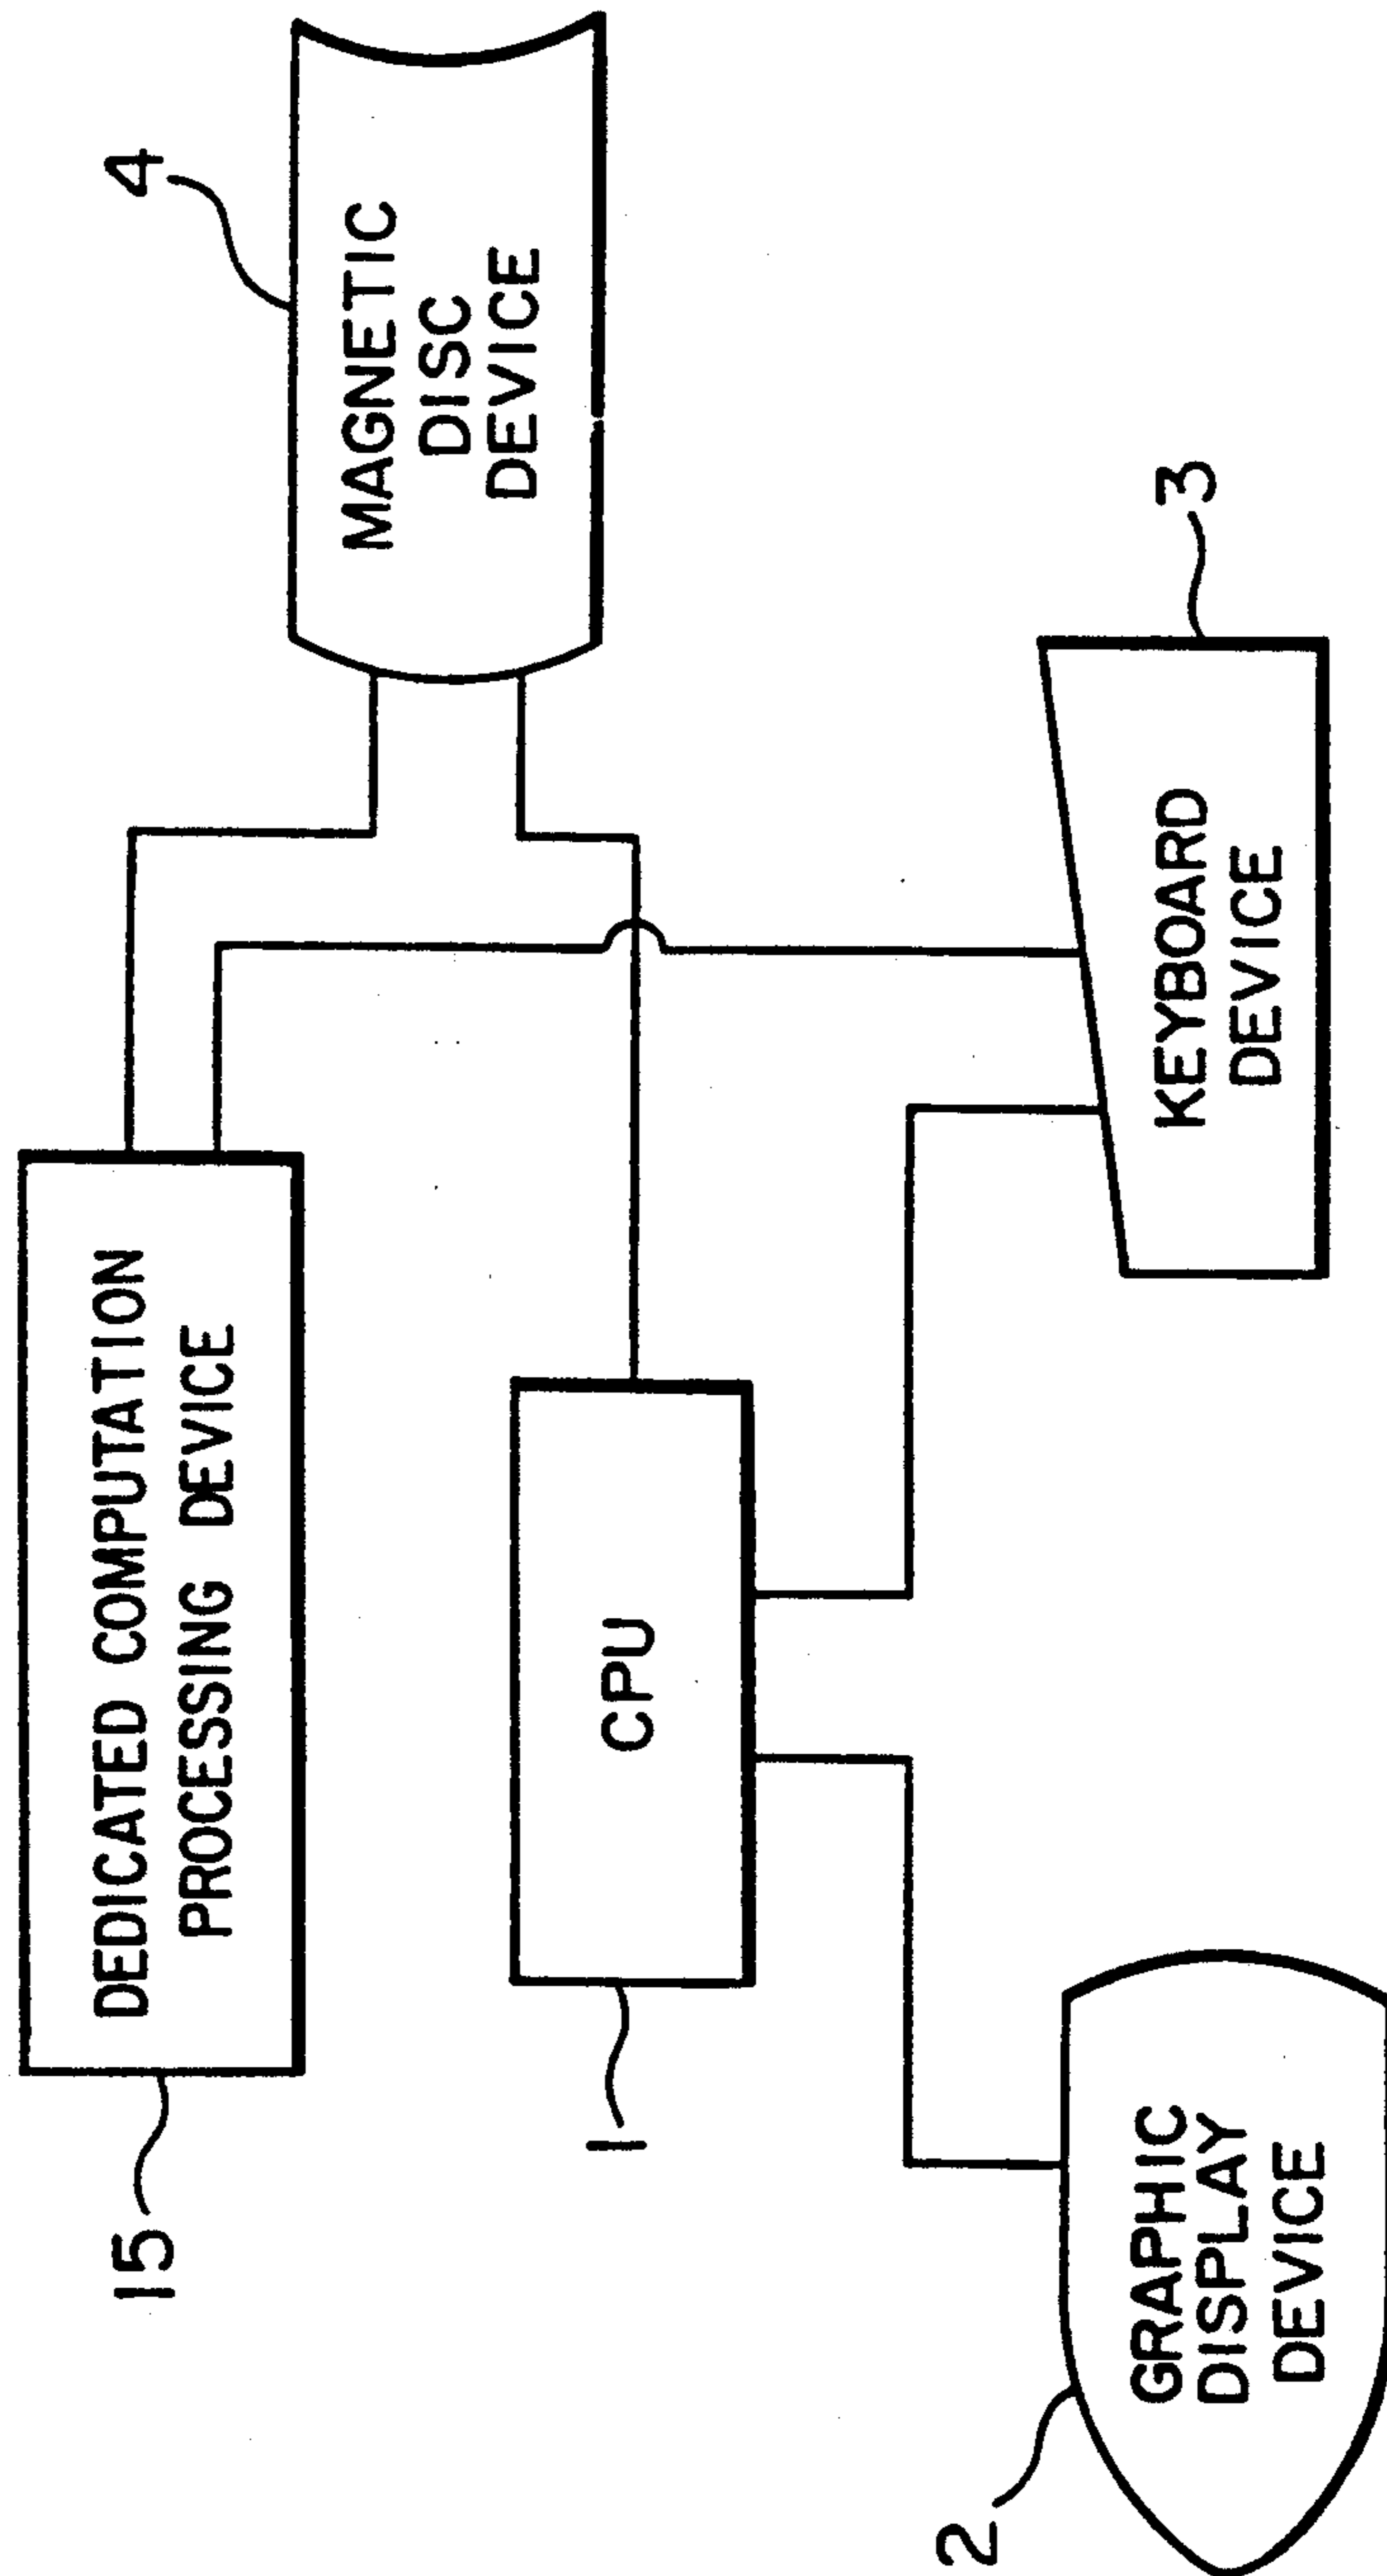 15
DEDICATED COMPUTATION
PROCESSING DEVICE
4
MAGNETIC
DISC
DEVICE
1
CPU
2
GRAPHIC
DISPLAY
DEVICE
3
KEYBOARD
DEVICE